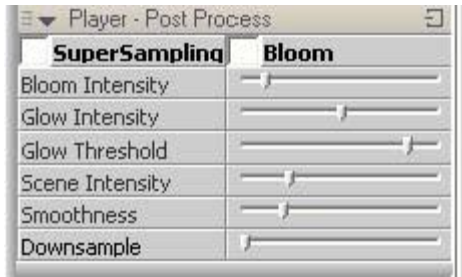 Player - Post Process
SuperSampling Bloom
Bloom Intensity
Glow Intensity
Glow Threshold
Scene Intensity
Smoothness
Downsample